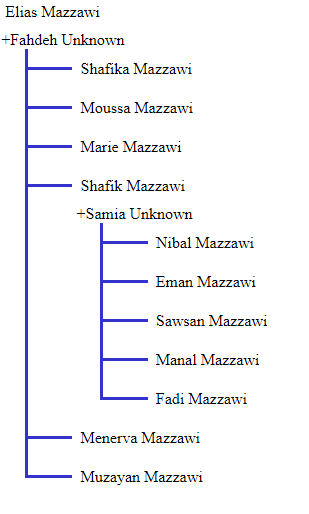 Elias Mazzawi
+Fahdeh Unknown
Shafika Mazzawi
Moussa Mazzawi
Marie Mazzawi
Shafik Mazzawi
+Samia Unknown
Nibal Mazzawi
Eman Mazzawi
Sawsan Mazzawi
Manal Mazzawi
Fadi Mazzawi
Menerva Mazzawi
Muzayan Mazzawi